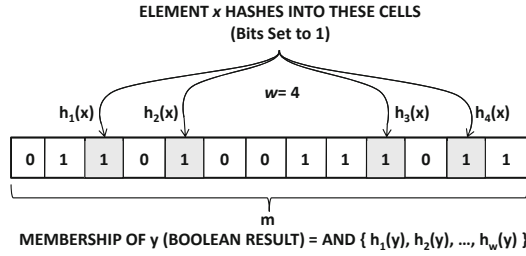 ELEMENT x HASHES INTO THESE CELLS
(Bits Set to 1)
w= 4
h1(x) h2(x) h3(x) h4(x)
0 1 1 0 1 0 0 1 1 1 0 1 1
m
MEMBERSHIP OF y (BOOLEAN RESULT) = AND { h1(y), h2(y), ..., hw(y) }